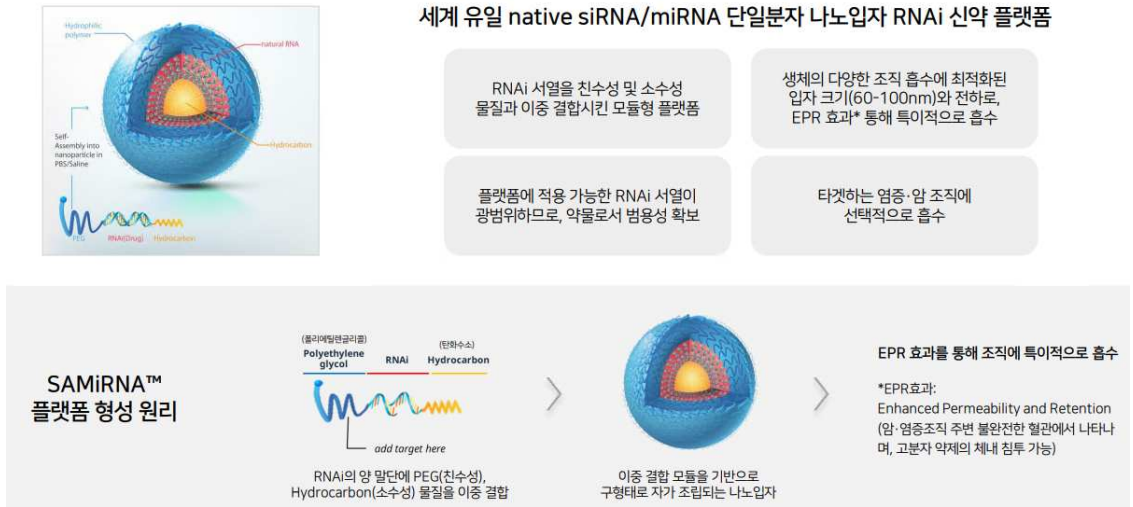 세계 유일 native siRNA/miRNA 단일분자 나노입자 RNAi 신약 플랫폼
Hydrophilic
polymer
natural RNA
Hydrocarbon
Self-
Assembly into
nanoparticle in
PBS/Saline
PEG
RNAi(Drug)
Hydrocarbon
RNAi 서열을 친수성 및 소수성
물질과 이중 결합시킨 모듈형 플랫폼
생체의 다양한 조직 흡수에 최적화된
입자 크기(60-100nm)와 전하로,
EPR 효과* 통해 특이적으로 흡수
플랫폼에 적용 가능한 RNAi 서열이
광범위하므로, 약물로서 범용성 확보
타겟하는 염증·암 조직에
선택적으로 흡수
SAMiRNA™
플랫폼 형성 원리
(폴리에틸렌글리콜)
Polyethylene
glycol
RNAi
(탄화수소)
Hydrocarbon
add target here
RNAi의 양 말단에 PEG(친수성),
Hydrocarbon(소수성) 물질을 이중 결합
이중 결합 모듈을 기반으로
구형태로 자가 조립되는 나노입자
EPR 효과를 통해 조직에 특이적으로 흡수
*EPR효과:
Enhanced Permeability and Retention
(암·염증조직 주변 불완전한 혈관에서 나타나
며, 고분자 약제의 체내 침투 가능)